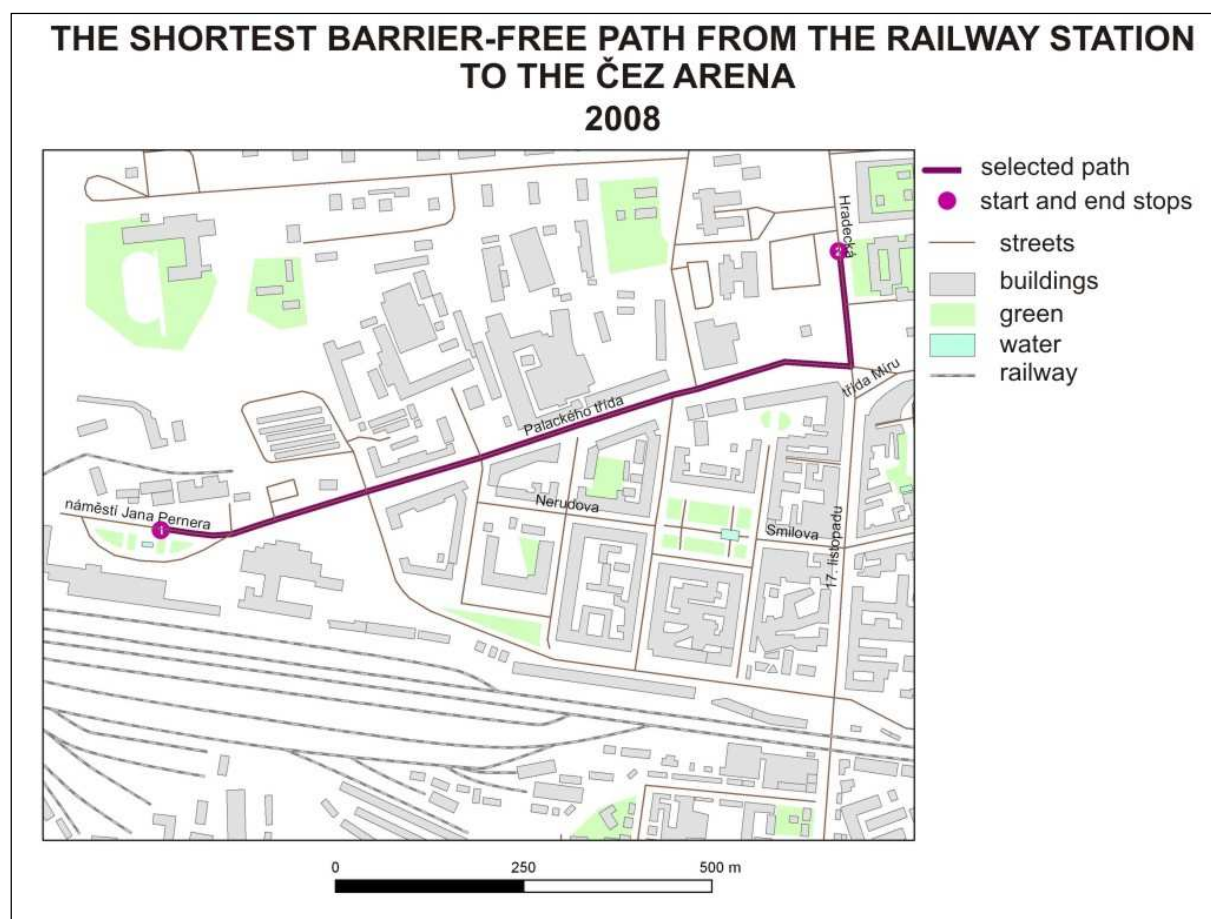 THE SHORTEST BARRIER-FREE PATH FROM THE RAILWAY STATION
TO THE ČEZ ARENA
2008
selected path
start and end stops
streets
buildings
green
water
railway
Hradecká
2
třída Míru
Palackého třída
náměstí Jana Pernera
1
Nerudova
Smilova
17. listopadu
0
250
500 m